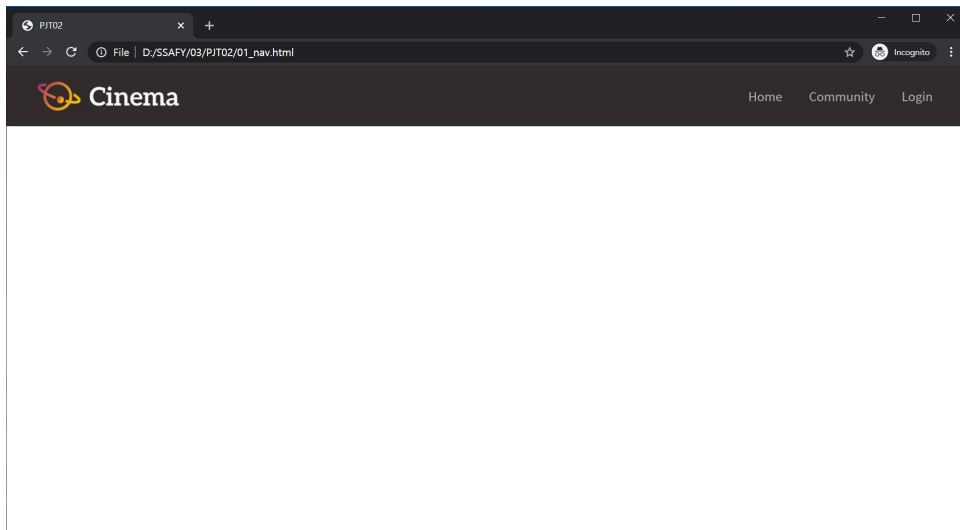 PJT02
File | D:/SSAFY/03/PJT02/01_nav.html
Incognito
Cinema
Home Community Login